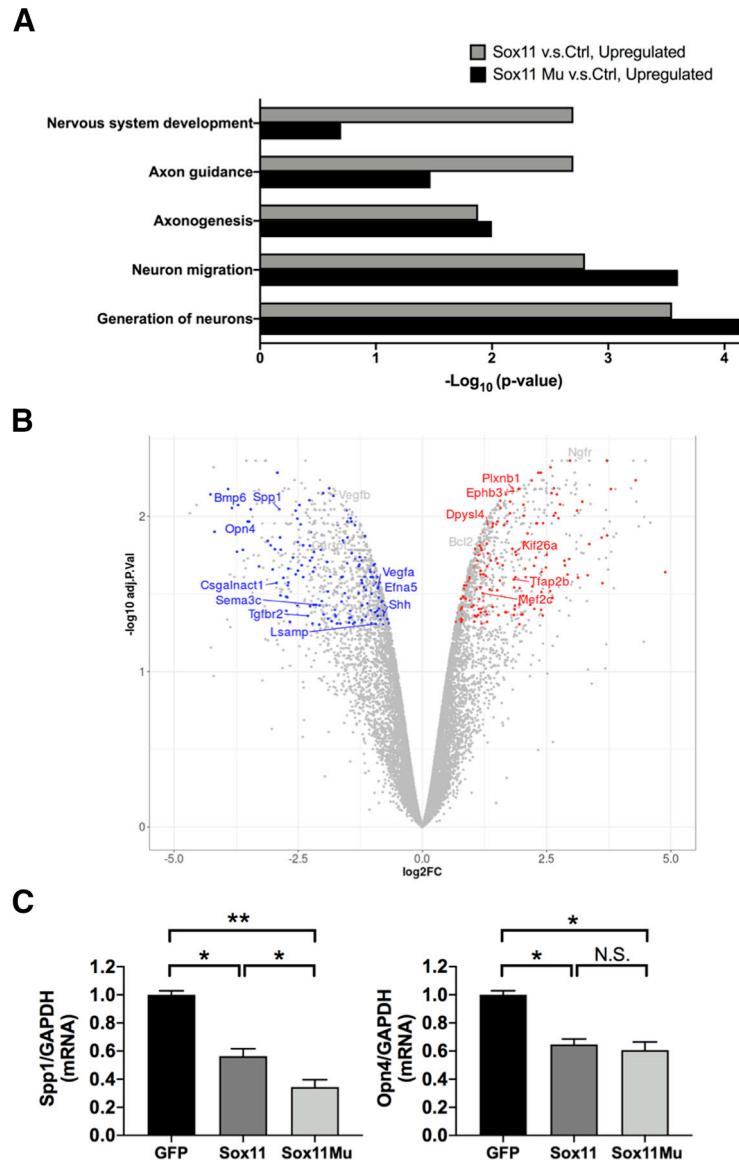 A
Sox11 v.s.Ctrl, Upregulated
Sox11 Mu v.s.Ctrl, Upregulated
Nervous system development
Axon guidance
Axonogenesis
Neuron migration
Generation of neurons
0 1 2 3 4
-Log10 (p-value)
B
Ngfr
Plxnb1
Ephb3
Vegfb
Bmp6 Spp1
Dpysl4
Opn4
Bcl2
Kif26a
Vegfa
Tfap2b
Csgalnact1
Efna5
Sema3c
Shh
Mef2c
Tgfbr2
Lsamp
-log10 adj.P.Val
2
1
0
-5.0 -2.5 0.0 2.5 5.0
log2FC
C
**
* *
Spp1/GAPDH
(mRNA)
1.2
1.0
0.8
0.6
0.4
0.2
0.0
GFP Sox11 Sox11Mu
*
* N.S.
Opn4/GAPDH
(mRNA)
1.2
1.0
0.8
0.6
0.4
0.2
0.0
GFP Sox11 Sox11Mu